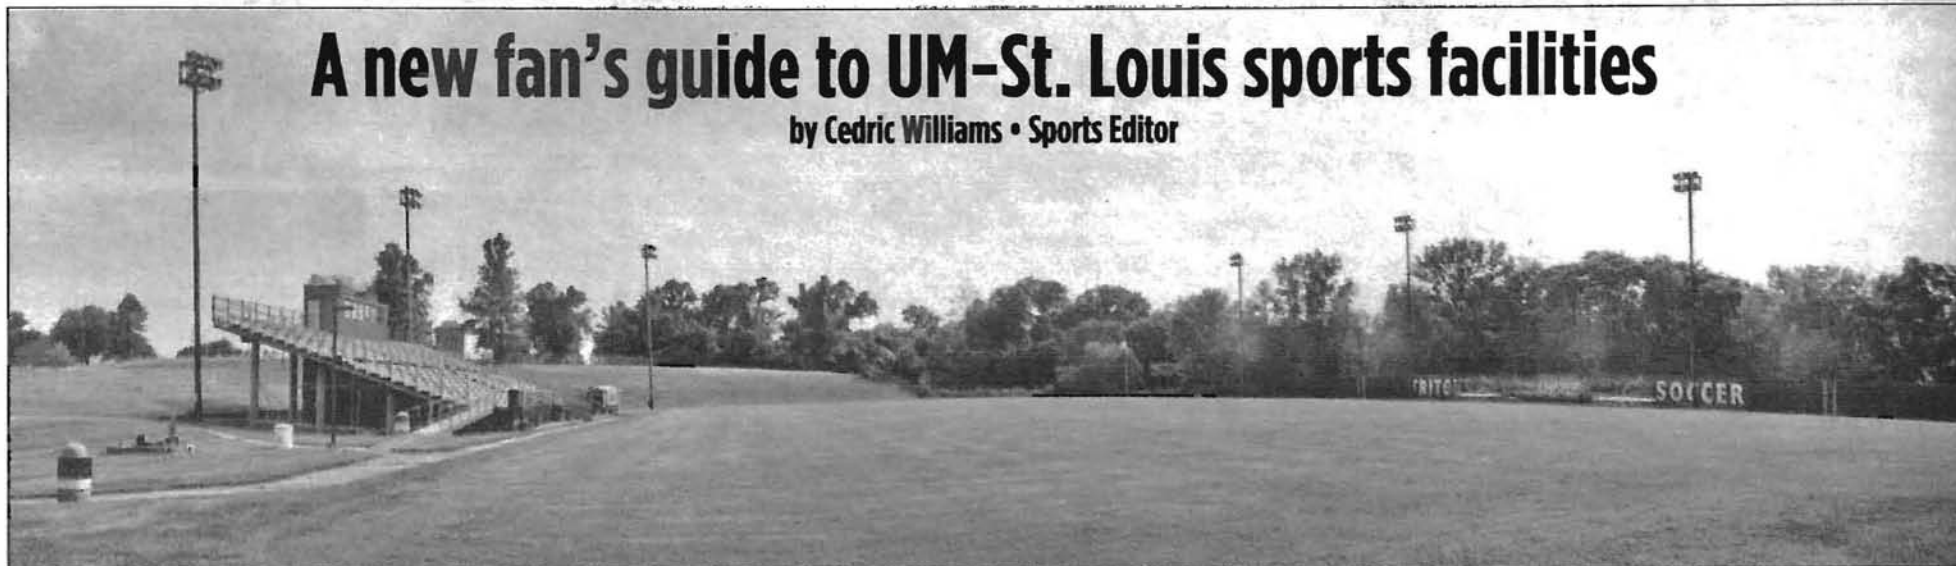 A new fan's guide to UM-St. Louis sports facilities
by Cedric Williams • Sports Editor
SOCCER